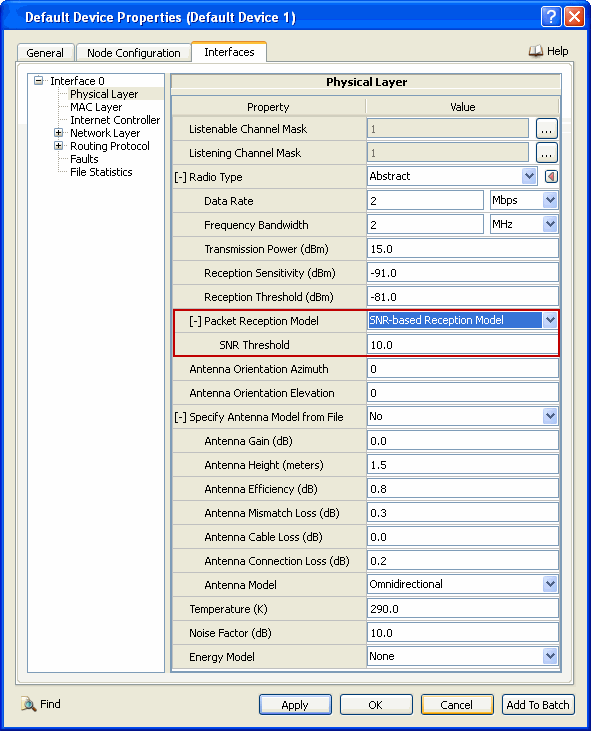 Default Device Properties (Default Device 1)
General Node Configuration Interfaces Help
Interface 0
Physical Layer
MAC Layer
Internet Controller
Network Layer
Routing Protocol
Faults
File Statistics
Physical Layer
Property Value
Listenable Channel Mask 1 ...
Listening Channel Mask 1 ...
[-] Radio Type Abstract
Data Rate 2 Mbps
Frequency Bandwidth 2 MHz
Transmission Power (dBm) 15.0
Reception Sensitivity (dBm) -91.0
Reception Threshold (dBm) -81.0
[-] Packet Reception Model SNR-based Reception Model
SNR Threshold 10.0
Antenna Orientation Azimuth 0
Antenna Orientation Elevation 0
[-] Specify Antenna Model from File No
Antenna Gain (dB) 0.0
Antenna Height (meters) 1.5
Antenna Efficiency (dB) 0.8
Antenna Mismatch Loss (dB) 0.3
Antenna Cable Loss (dB) 0.0
Antenna Connection Loss (dB) 0.2
Antenna Model Omnidirectional
Temperature (K) 290.0
Noise Factor (dB) 10.0
Energy Model None
Find Apply OK Cancel Add To Batch